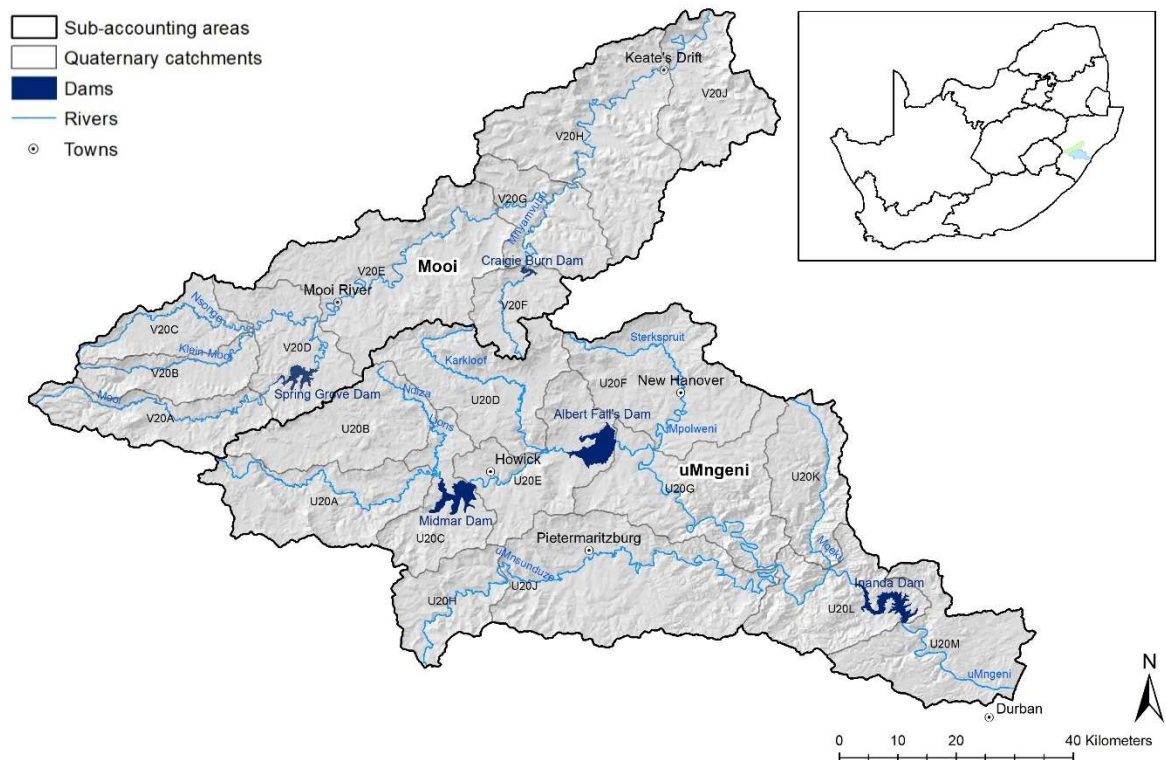 Sub-accounting areas
Quaternary catchments
Dams
Rivers
Towns
Keate's Drift
V20J
V20H
V20G
Mnyamvubu
Mooi
Craigie Burn Dam
V20E
Mooi River
V20F
Nsonge
V20C
Klein-Mooi
V20D
V20B
Spring Grove Dam
Mooi
V20A
Sterkspruit
Karkloof
U20F
New Hanover
Ndiza
U20D
Albert Fall's Dam
Lions
U20B
Mpolweni
Howick
uMngeni
U20E
U20K
U20G
U20A
Midmar Dam
U20C
Pietermaritzburg
uMnsunduze
Mqeku
U20J
U20H
Inanda Dam
U20L
U20M
uMngeni
Durban
N
0 10 20 40 Kilometers